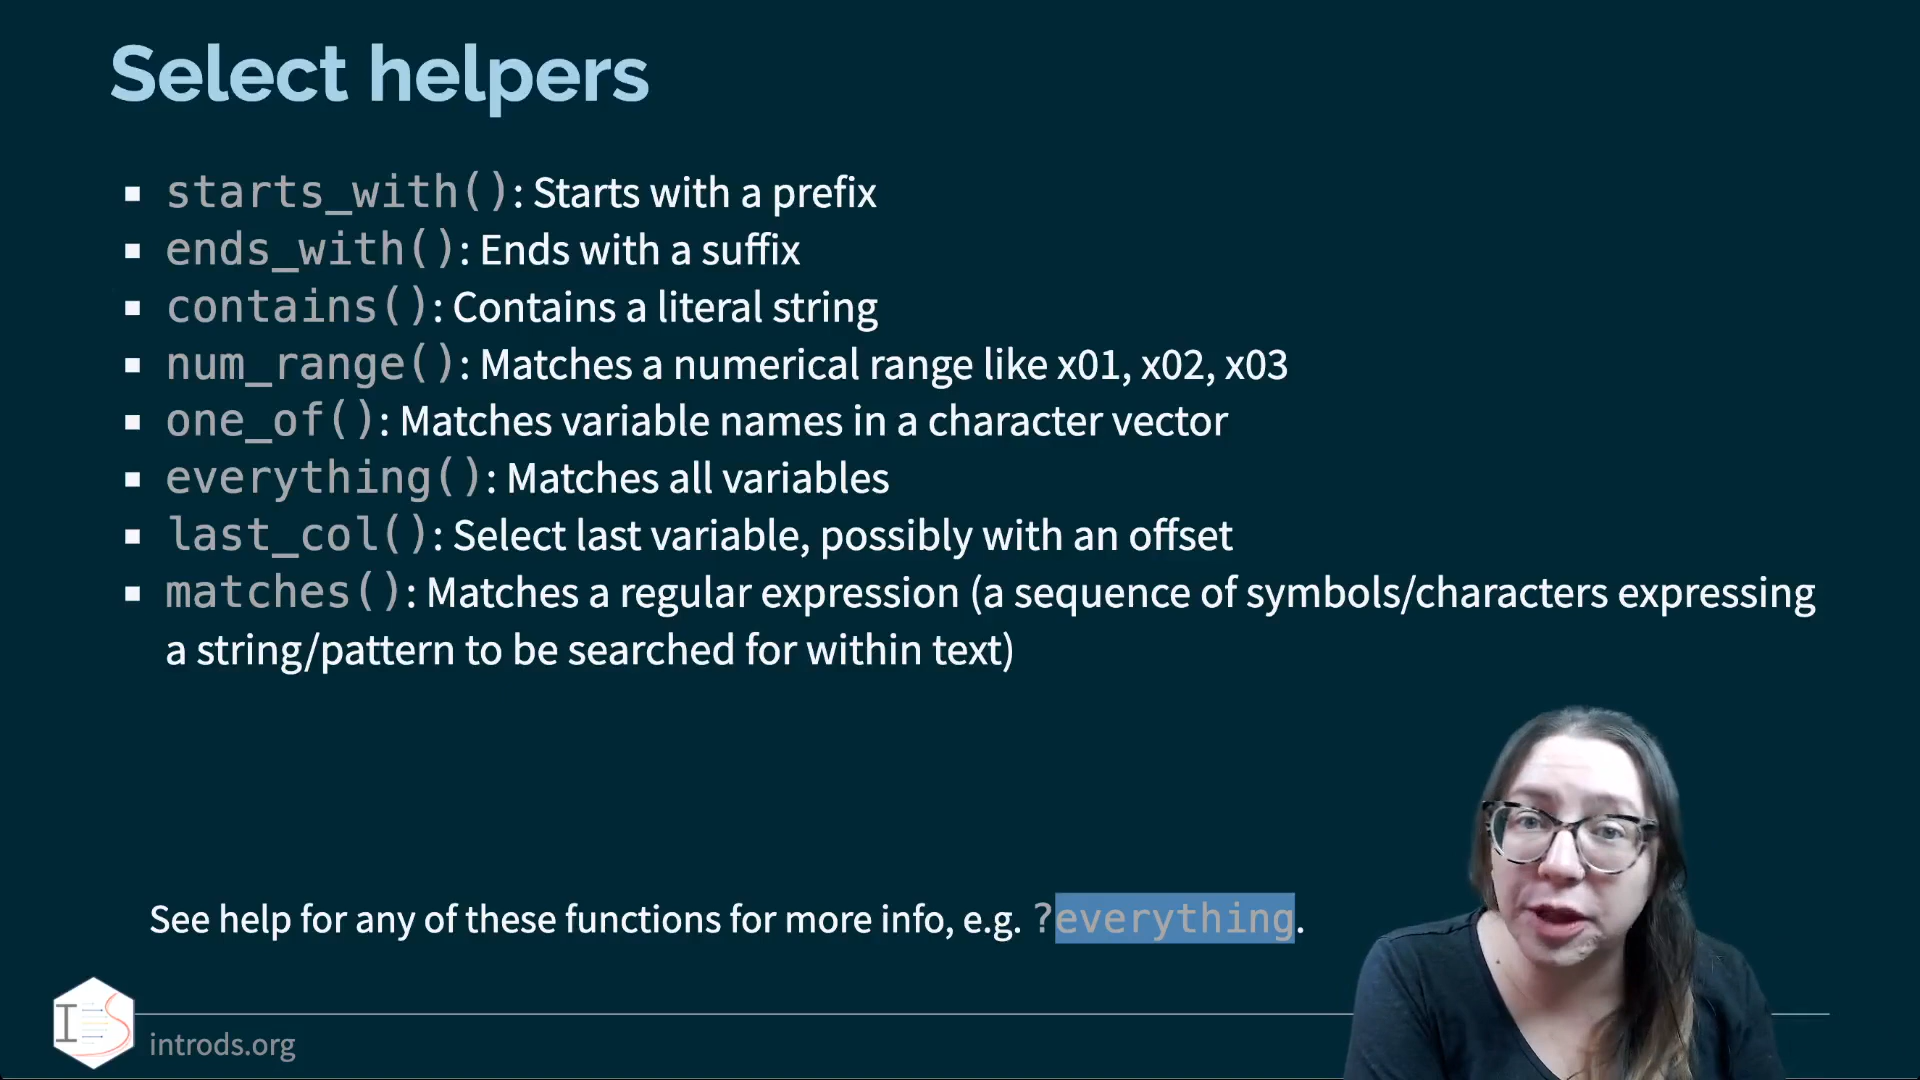 Select helpers
starts_with(): Starts with a prefix
ends_with(): Ends with a suffix
contains(): Contains a literal string
num_range(): Matches a numerical range like x01, x02, x03
one_of(): Matches variable names in a character vector
everything(): Matches all variables
last_col(): Select last variable, possibly with an offset
matches(): Matches a regular expression (a sequence of symbols/characters expressing
a string/pattern to be searched for within text)
See help for any of these functions for more info, e.g. ?everything.
IS
introds.org